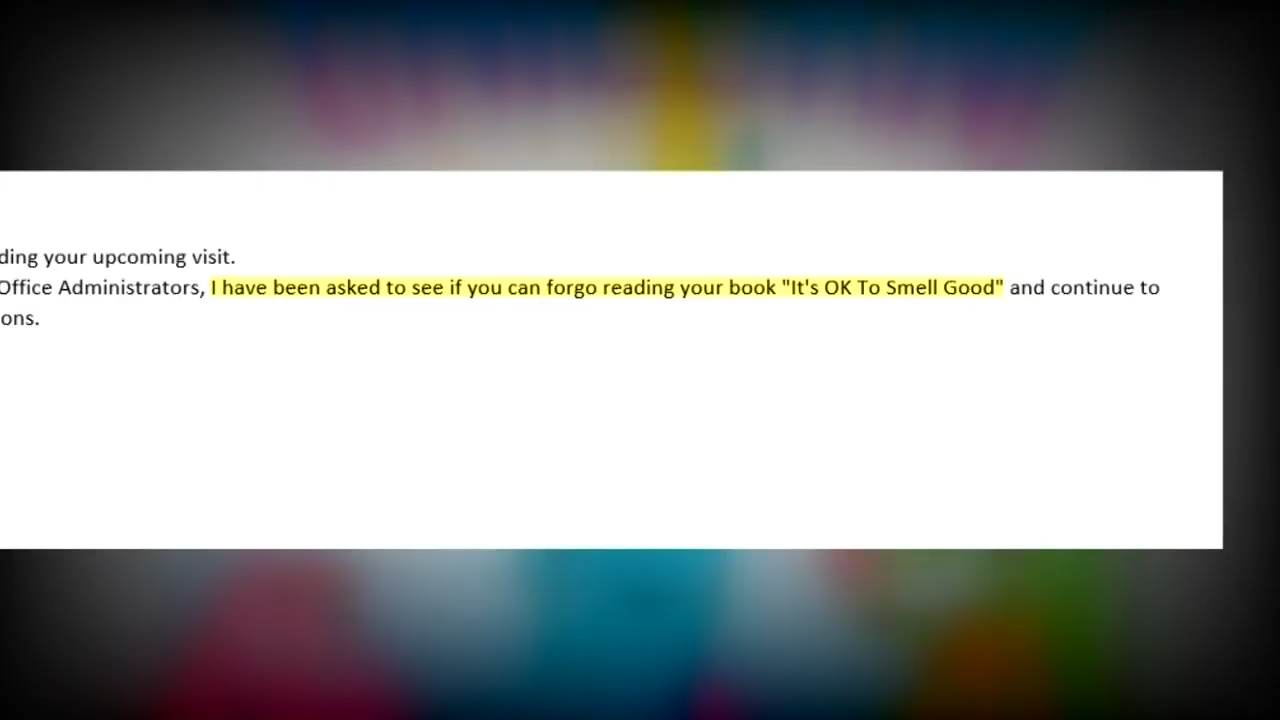 ding your upcoming visit.
Office Administrators, I have been asked to see if you can forgo reading your book "It's OK To Smell Good" and continue to
ons.